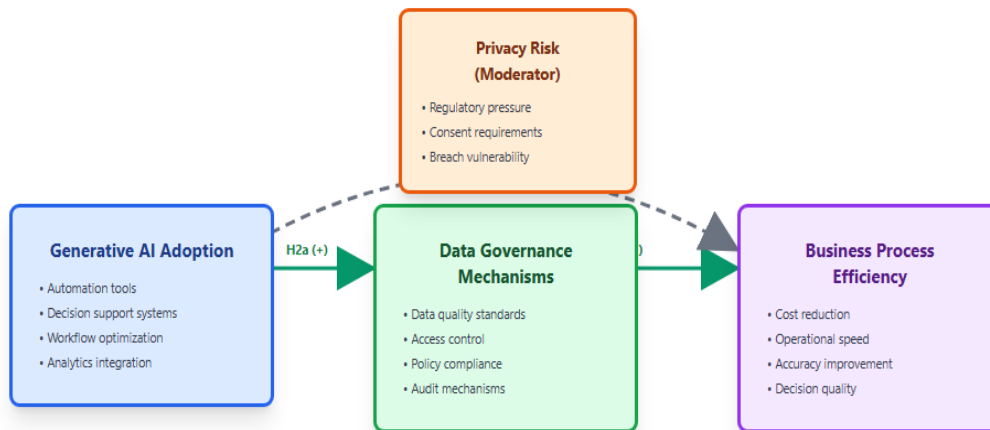 Privacy Risk
(Moderator)
• Regulatory pressure
• Consent requirements
• Breach vulnerability
Generative AI Adoption
• Automation tools
• Decision support systems
• Workflow optimization
• Analytics integration
H2a (+)
Data Governance
Mechanisms
• Data quality standards
• Access control
• Policy compliance
• Audit mechanisms
)
Business Process
Efficiency
• Cost reduction
• Operational speed
• Accuracy improvement
• Decision quality